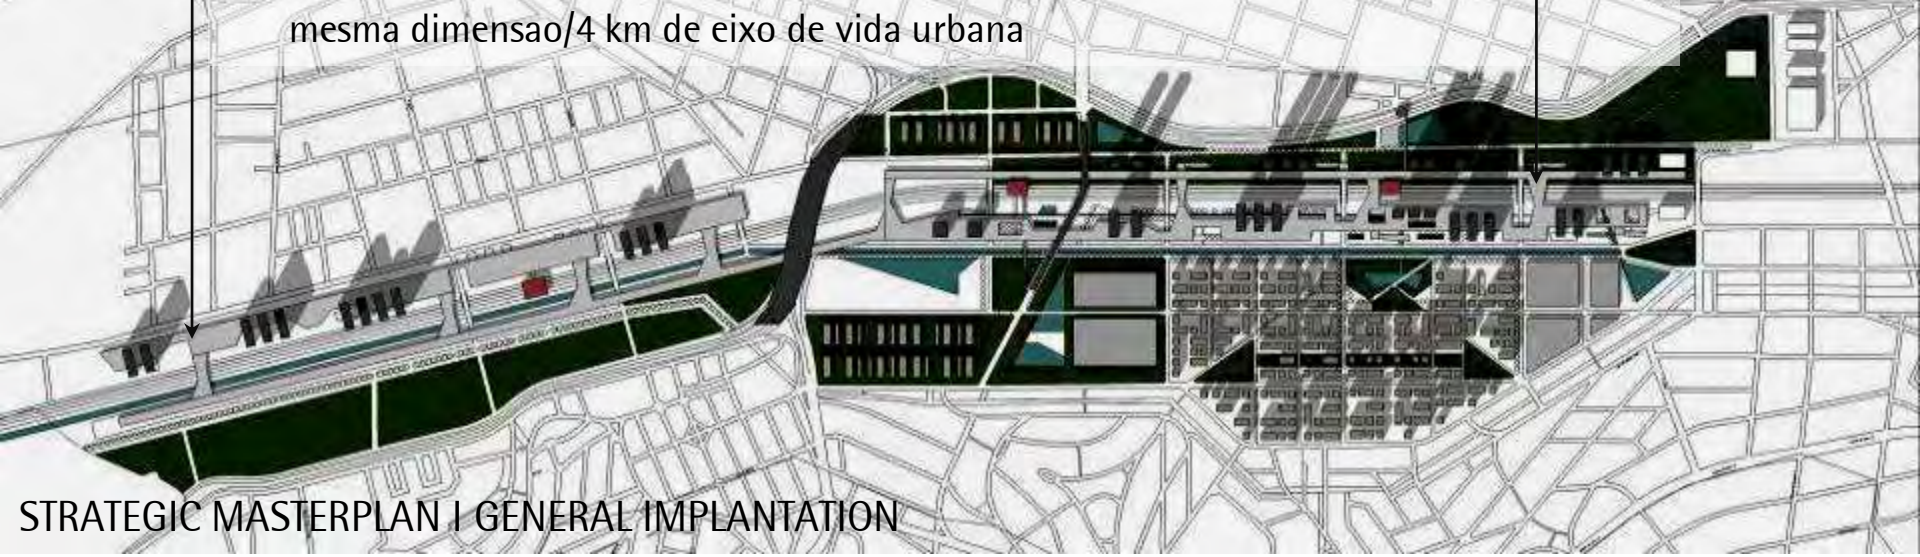 mesma dimensao/4 km de eixo de vida urbana
STRATEGIC MASTERPLAN I GENERAL IMPLANTATION